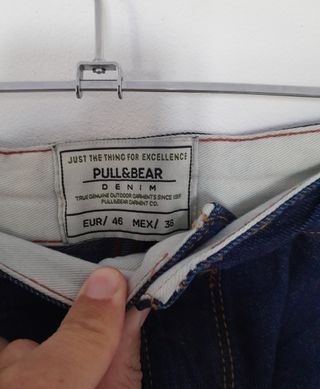 JUST THE THING FOR EXCELLENCE
PULL&BEAR
DENIM
TRUE GENUINE OUTDOOR GARMENT'S SINCE 1991
PULL&BEAR GARMENT CO.
EUR/ 46 MEX/ 36